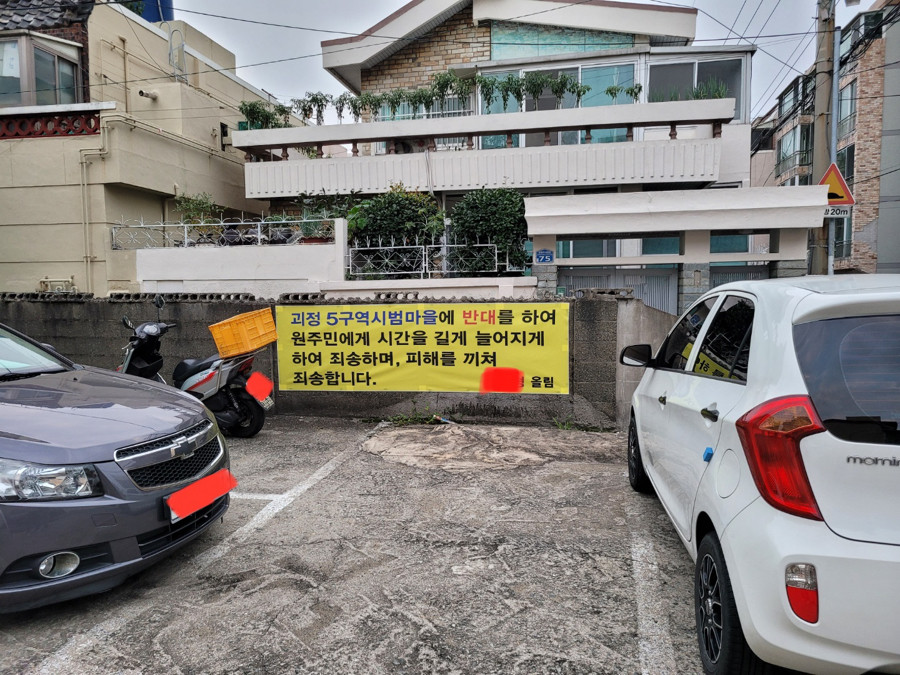 괴정 5구역시범마을에 반대를 하여
원주민에게 시간을 길게 늘어지게
하여 죄송하며, 피해를 끼쳐
죄송합니다.
올림
75
20m
morning